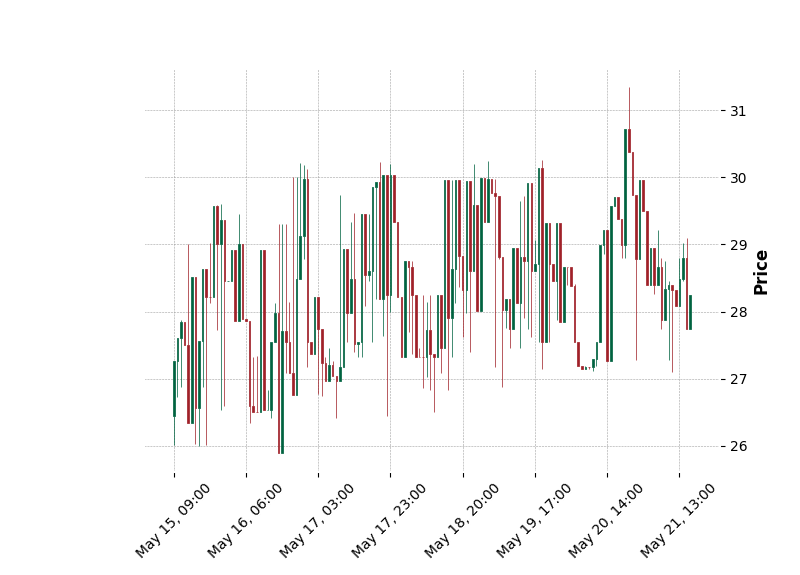 31
30
29
28
27
26
Price
May 15, 09:00
May 16, 06:00
May 17, 03:00
May 17, 23:00
May 18, 20:00
May 19, 17:00
May 20, 14:00
May 21, 13:00